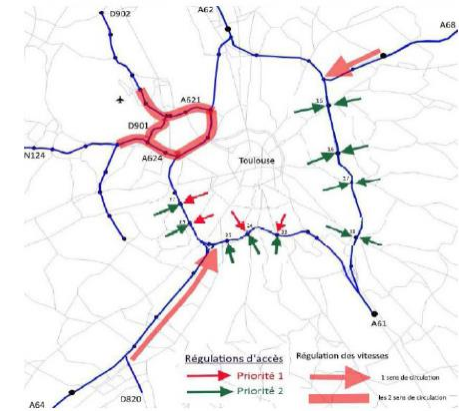 D902
A62
A68
A621
D901
N124
A624
Toulouse
A61
A64
D820
Régulations d'accès
Priorité 1
Priorité 2
Régulation des vitesses
1 sens de circulation
les 2 sens de circulation